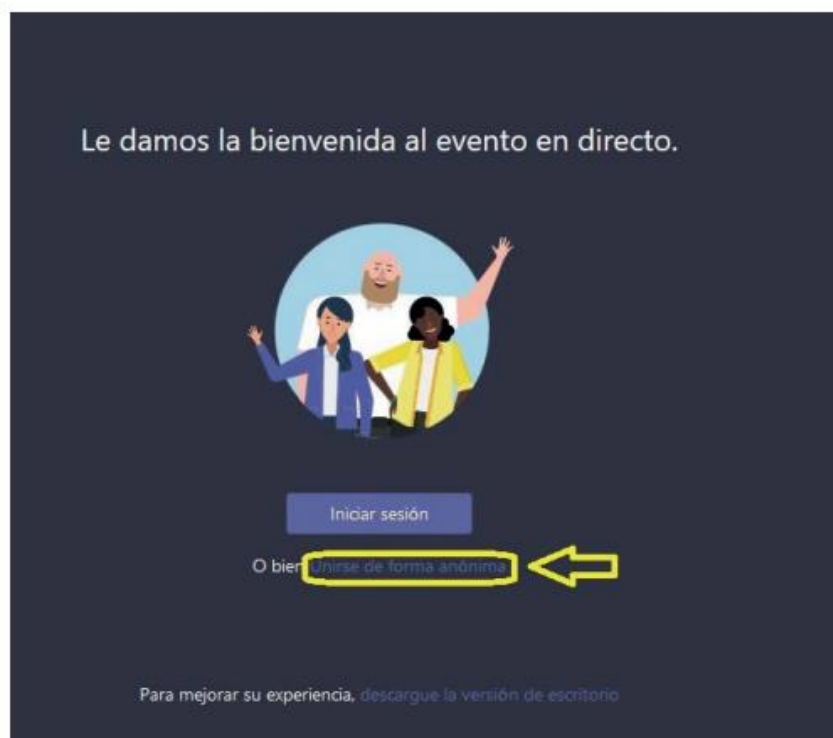 Le damos la bienvenida al evento en directo.
Iniciar sesión
O bien Unirse de forma anónima
Para mejorar su experiencia, descargue la versión de escritorio